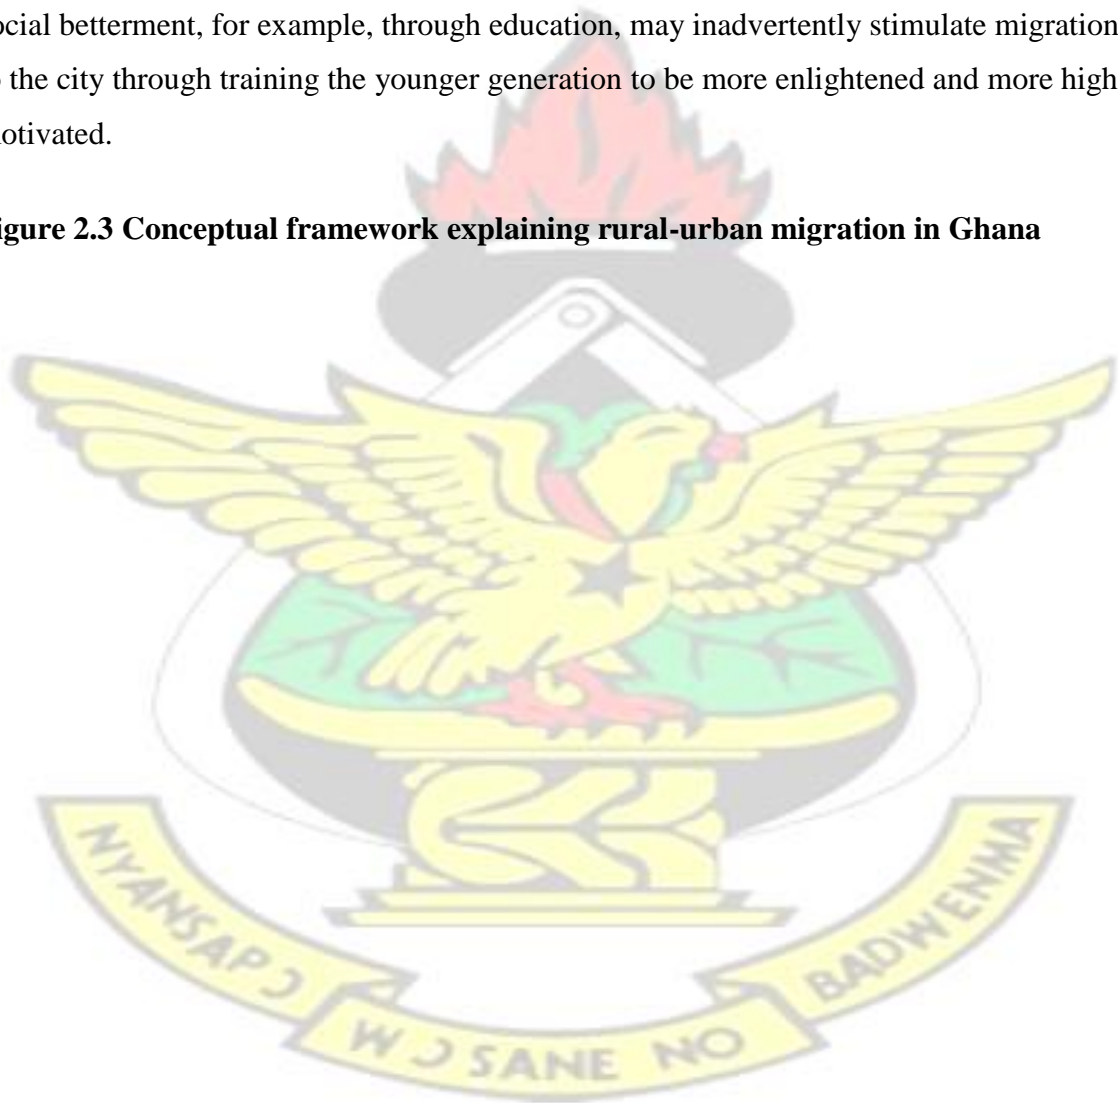 ocial betterment, for example, through education, may inadvertently stimulate migration
the city through training the younger generation to be more enlightened and more high
otivated.
igure 2.3 Conceptual framework explaining rural-urban migration in Ghana
NYANSAPƆ
WƆ SANE NO
BADWENMA